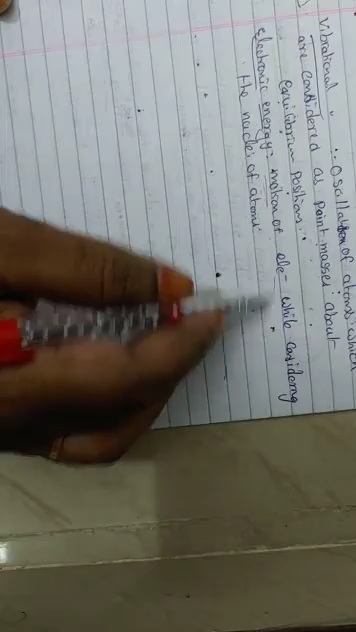 Vibrational " :- Oscillation of atoms which
are considered as point masses about
equilibrium positions.
Electronic energy: motion of ele- while considering
the nuclei of atoms